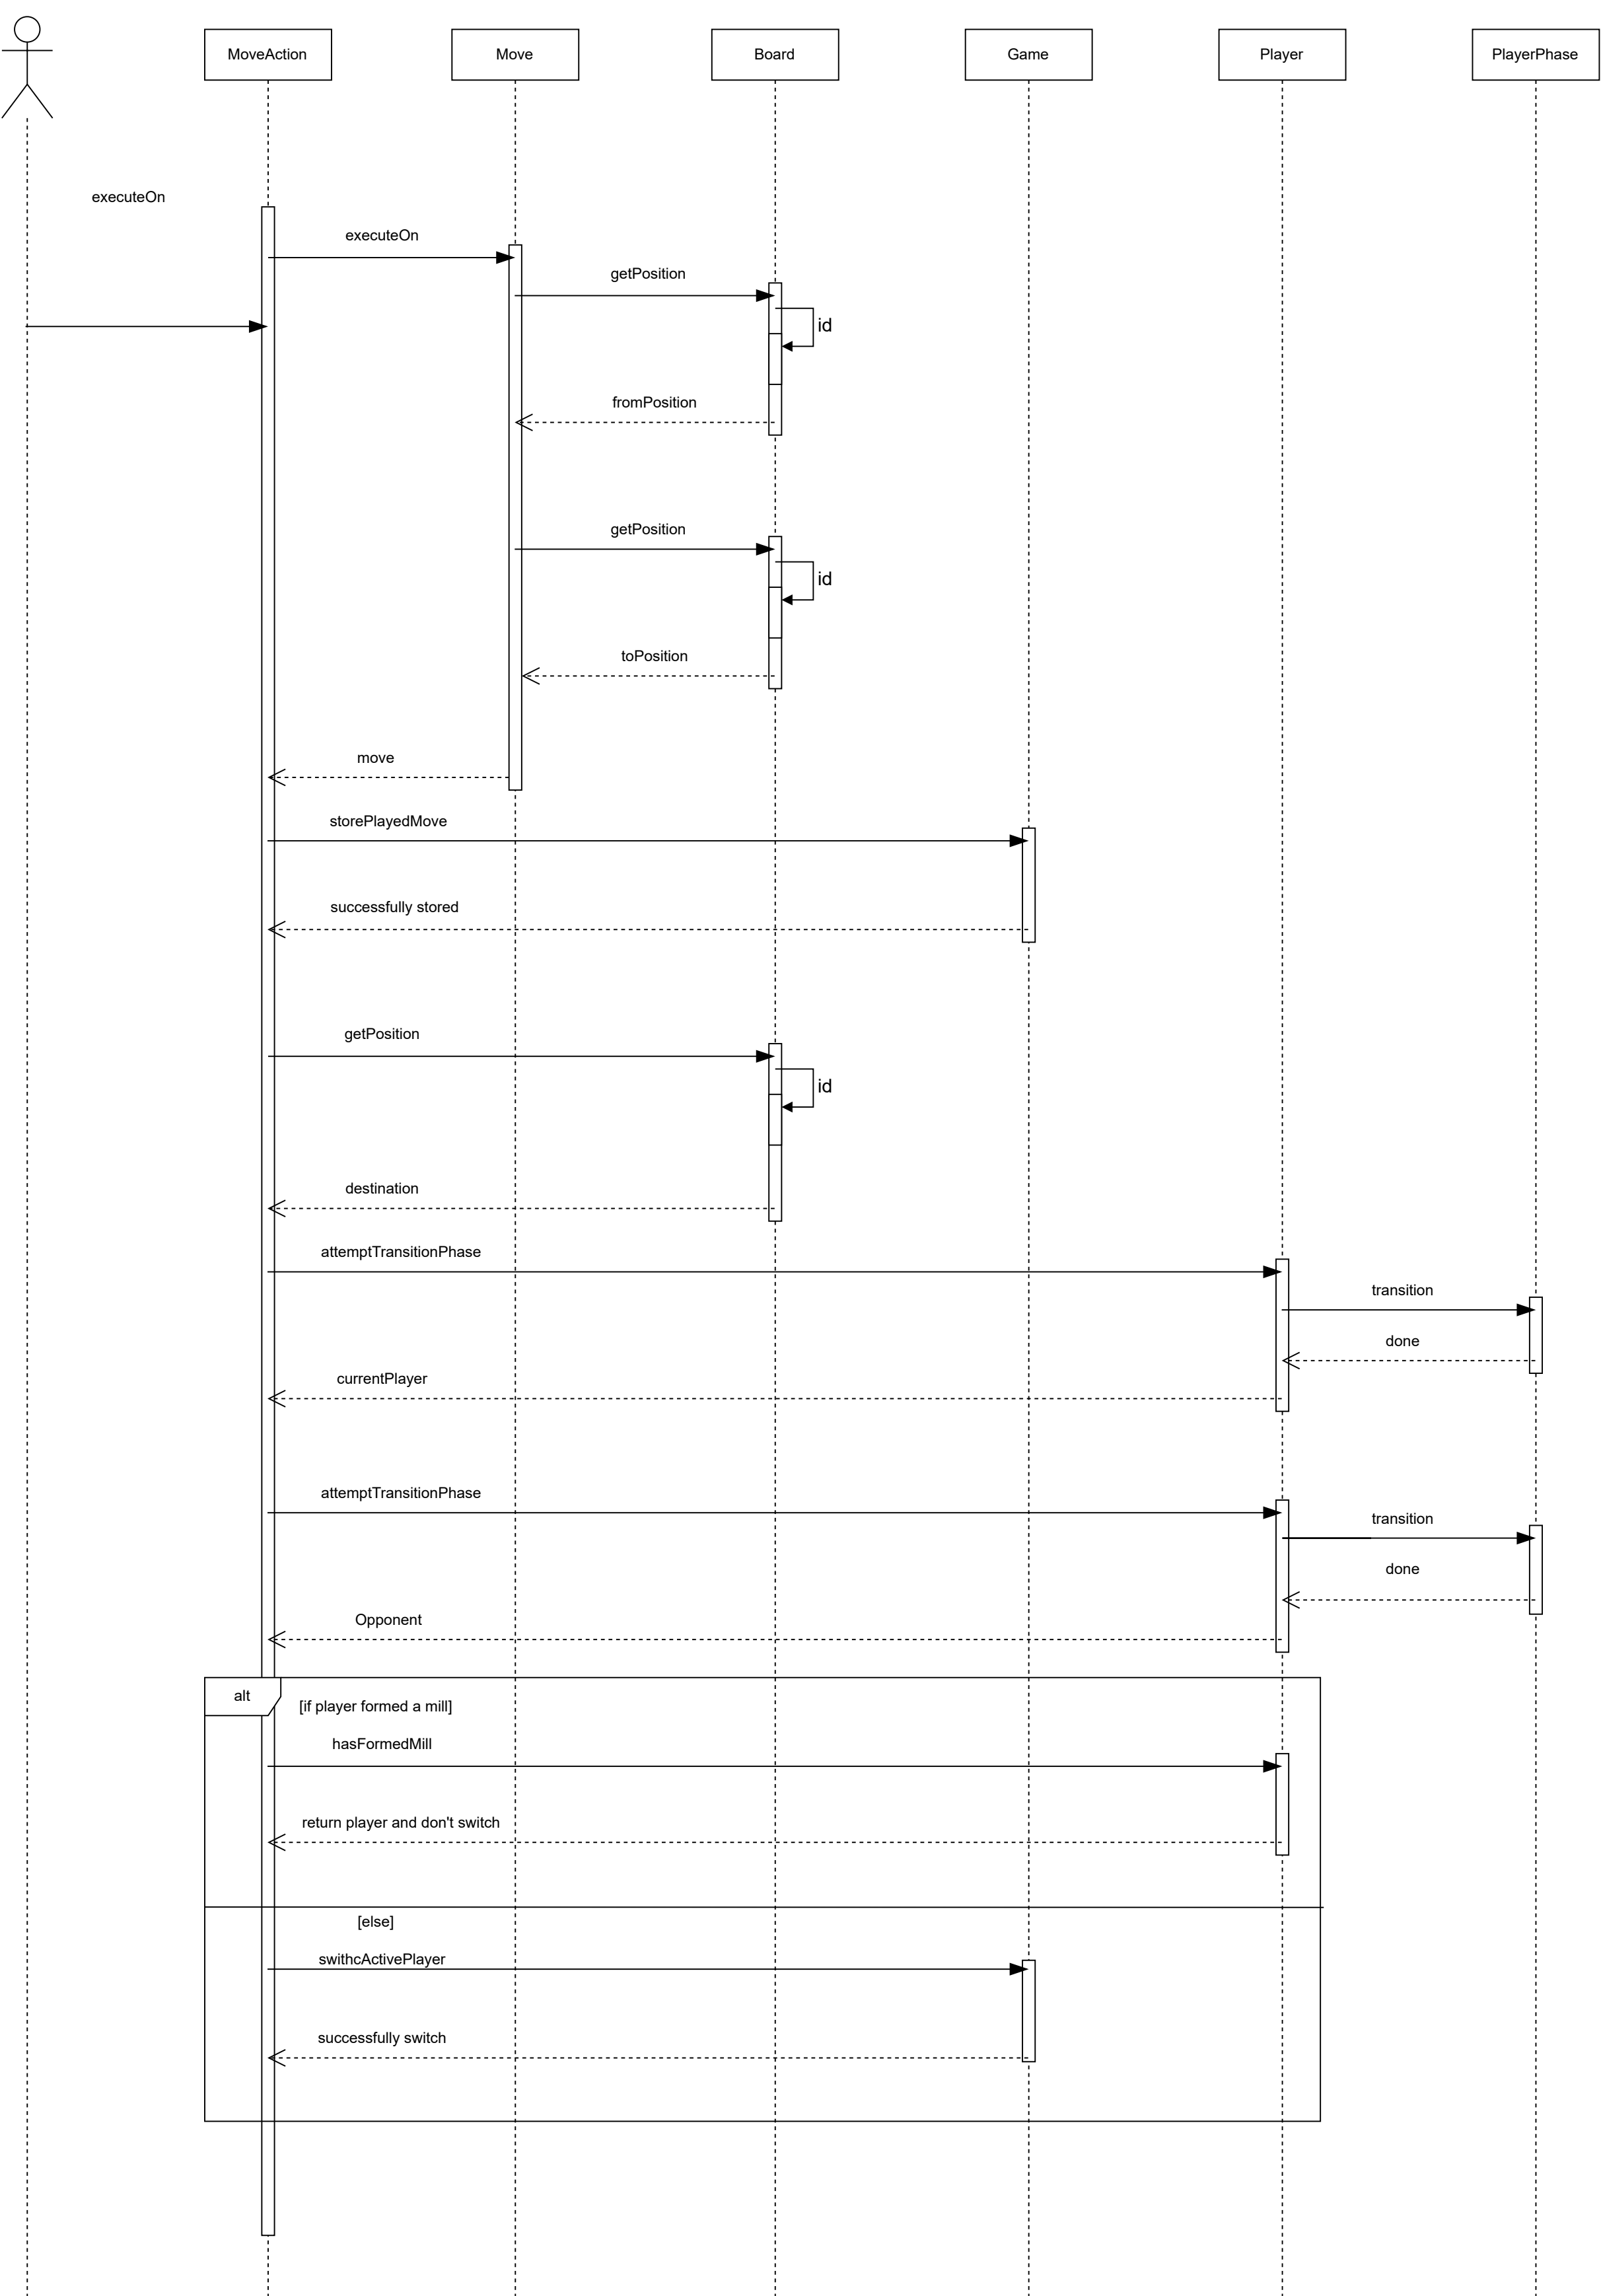 MoveAction
Move
Board
Game
Player
PlayerPhase
executeOn
executeOn
getPosition
id
fromPosition
getPosition
id
toPosition
move
storePlayedMove
successfully stored
getPosition
id
destination
attemptTransitionPhase
transition
done
currentPlayer
attemptTransitionPhase
transition
done
Opponent
alt
[if player formed a mill]
hasFormedMill
return player and don't switch
[else]
swithcActivePlayer
successfully switch